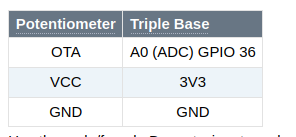 Potentiometer Triple Base
OTA A0 (ADC) GPIO 36
VCC 3V3
GND GND